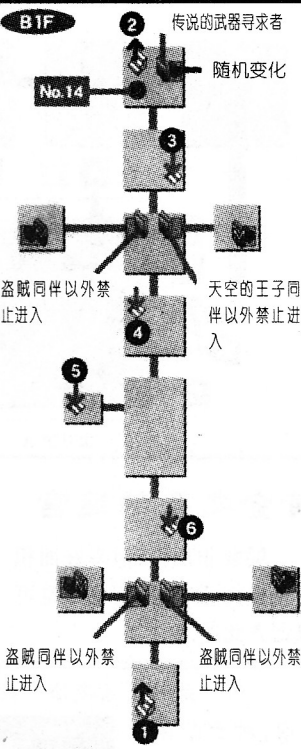 B1F
2
传说的武器寻求者
随机变化
No.14
3
盗贼同伴以外禁
止进入
天空的王子同
伴以外禁止进
入
4
5
6
盗贼同伴以外禁
止进入
盗贼同伴以外禁
止进入
1